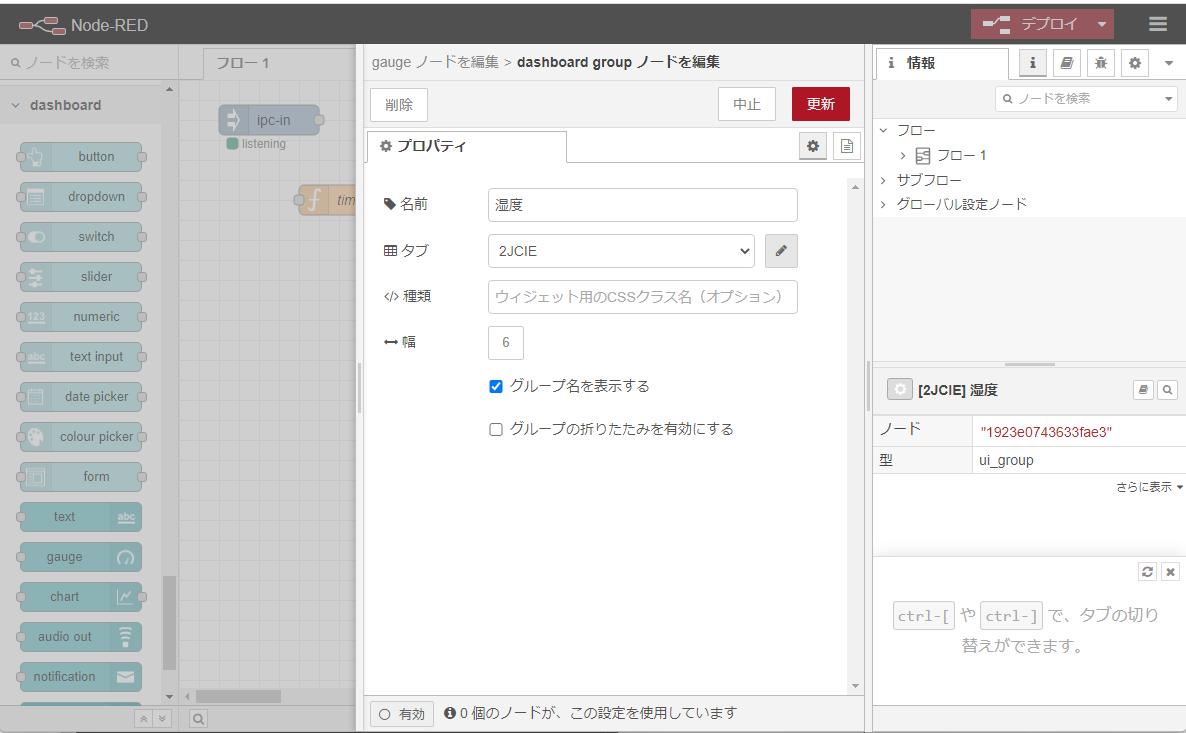 Node-RED
デプロイ
ノードを検索
dashboard
button
dropdown
switch
slider
123
numeric
abc
text input
date picker
colour picker
form
text
abc
gauge
chart
audio out
notification
フロー 1
ipc-in
listening
f
tim
gauge ノードを編集 > dashboard group ノードを編集
削除
中止
更新
プロパティ
名前
湿度
タブ
2JCIE
</> 種類
ウィジェット用のCSSクラス名（オプション）
幅
6
グループ名を表示する
グループの折りたたみを有効にする
有効
0 個のノードが、この設定を使用しています
i 情報
i
ノードを検索
フロー
フロー 1
サブフロー
グローバル設定ノード
[2JCIE] 湿度
ノード
"1923e0743633fae3"
型
ui_group
さらに表示
ctrl-[ や ctrl-] で、タブの切り
替えができます。